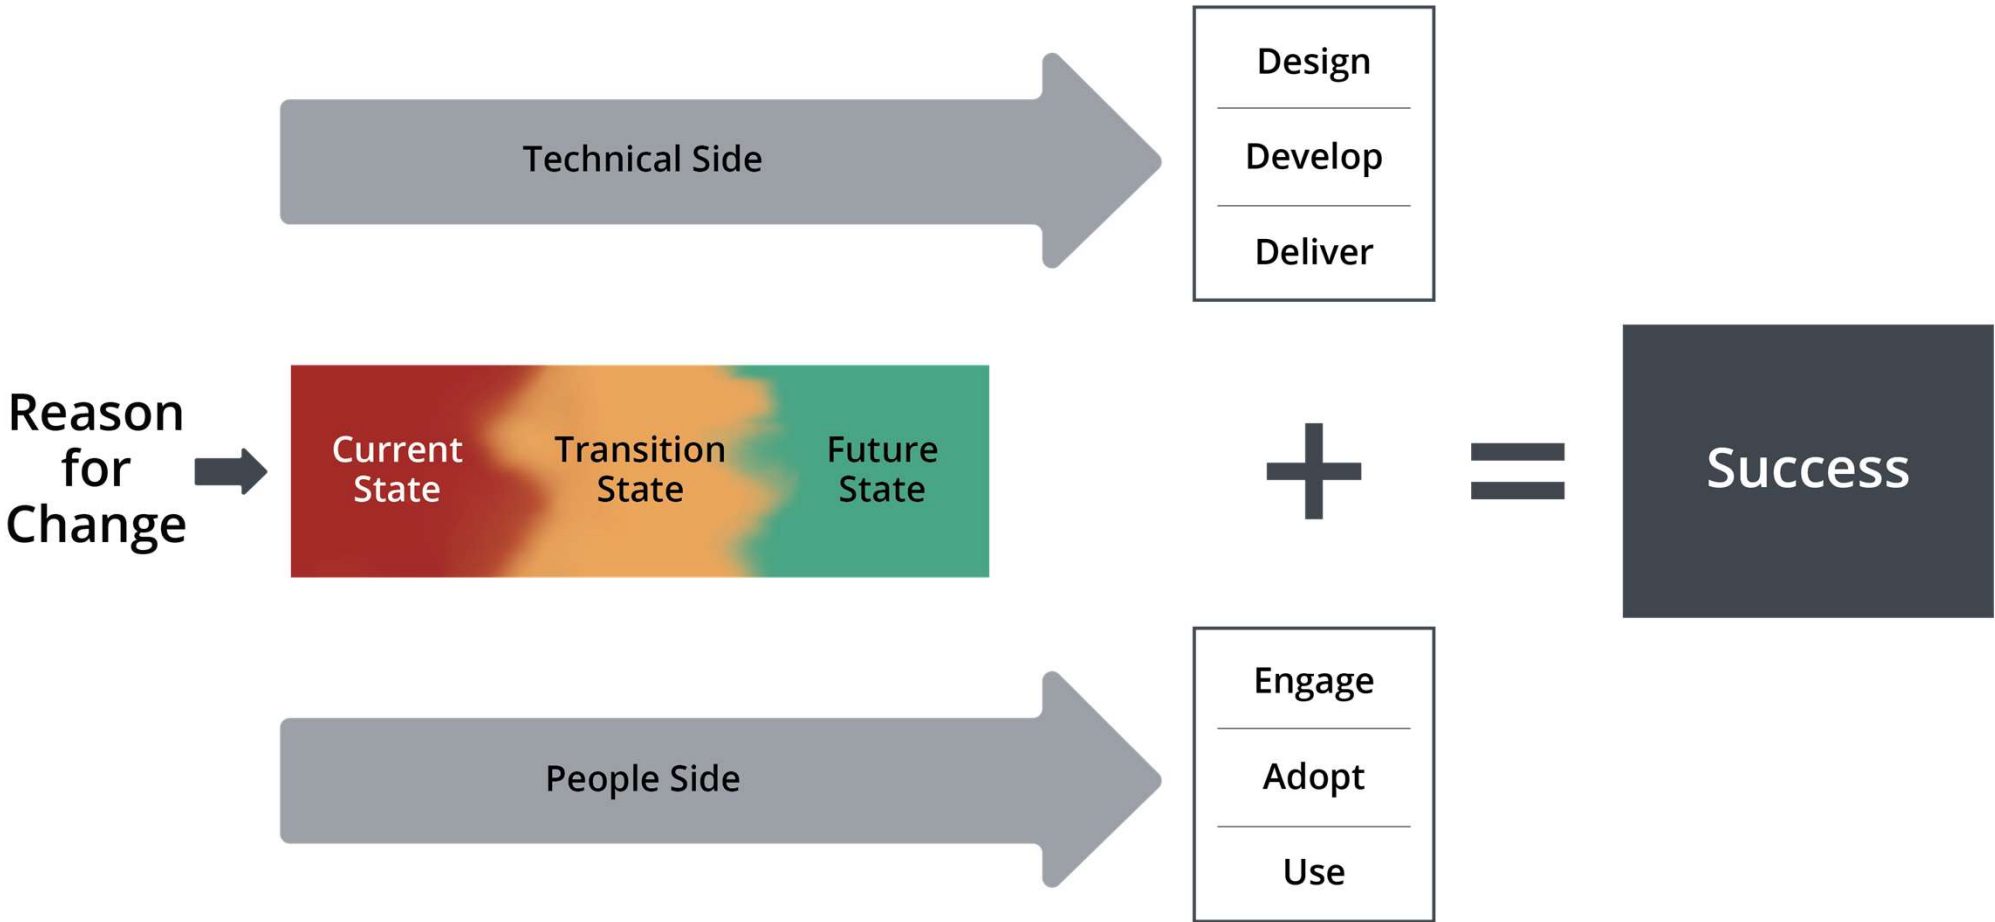 Technical Side
Design
Develop
Deliver
Reason
for
Change
Current
State
Transition
State
Future
State
+
=
Success
People Side
Engage
Adopt
Use